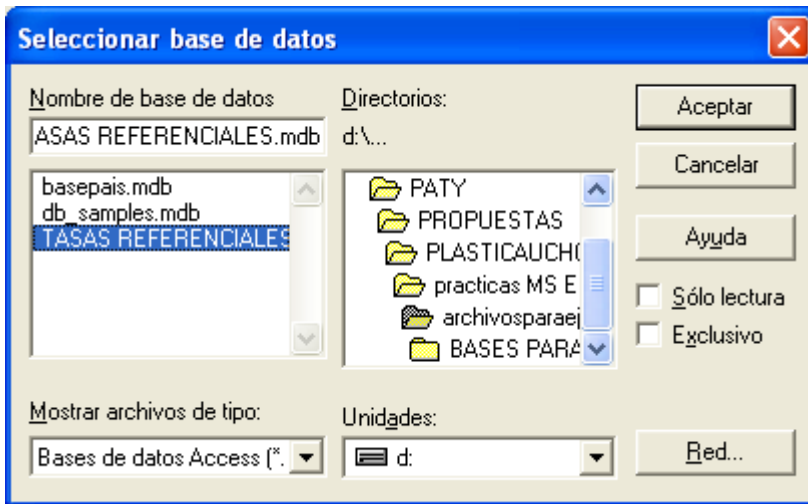 Seleccionar base de datos
Nombre de base de datos
ASAS REFERENCIALES.mdb
basepais.mdb
db_samples.mdb
TASAS REFERENCIALES
Directorios:
d:\...
PATY
PROPUESTAS
PLASTICAUCHO
practicas MS E
archivosparaej
BASES PARA
Aceptar
Cancelar
Ayuda
Sólo lectura
Exclusivo
Mostrar archivos de tipo:
Bases de datos Access (*.
Unidades:
d:
Red...